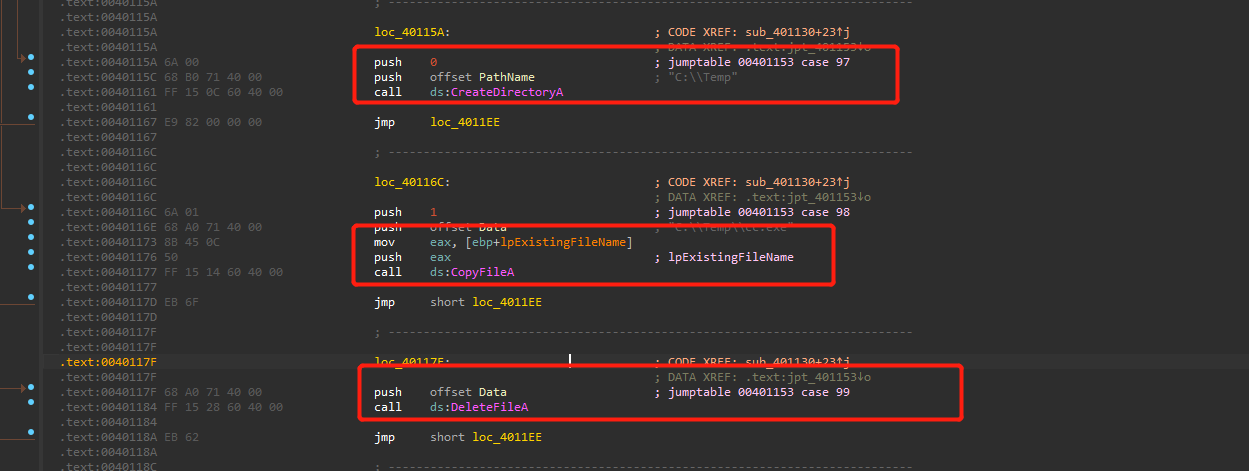 .text:0040115A ; ---------------------------------------------------------------------------
.text:0040115A
.text:0040115A loc_40115A: ; CODE XREF: sub_401130+23↑j
.text:0040115A ; DATA XREF: .text:jpt_401153↓o
.text:0040115A 6A 00 push 0 ; jumptable 00401153 case 97
.text:0040115C 68 B0 71 40 00 push offset PathName ; "C:\\Temp"
.text:00401161 FF 15 0C 60 40 00 call ds:CreateDirectoryA
.text:00401161
.text:00401167 E9 82 00 00 00 jmp loc_4011EE
.text:00401167
.text:0040116C ; ---------------------------------------------------------------------------
.text:0040116C
.text:0040116C loc_40116C: ; CODE XREF: sub_401130+23↑j
.text:0040116C ; DATA XREF: .text:jpt_401153↓o
.text:0040116C 6A 01 push 1 ; jumptable 00401153 case 98
.text:0040116E 68 A0 71 40 00 push offset Data ; "C:\\Temp\\cc.exe"
.text:00401173 8B 45 0C mov eax, [ebp+lpExistingFileName]
.text:00401176 50 push eax ; lpExistingFileName
.text:00401177 FF 15 14 60 40 00 call ds:CopyFileA
.text:00401177
.text:0040117D EB 6F jmp short loc_4011EE
.text:0040117D
.text:0040117F ; ---------------------------------------------------------------------------
.text:0040117F
.text:0040117F loc_40117F: ; CODE XREF: sub_401130+23↑j
.text:0040117F ; DATA XREF: .text:jpt_401153↓o
.text:0040117F 68 A0 71 40 00 push offset Data ; jumptable 00401153 case 99
.text:00401184 FF 15 28 60 40 00 call ds:DeleteFileA
.text:00401184
.text:0040118A EB 62 jmp short loc_4011EE
.text:0040118A
.text:0040118C ; ---------------------------------------------------------------------------